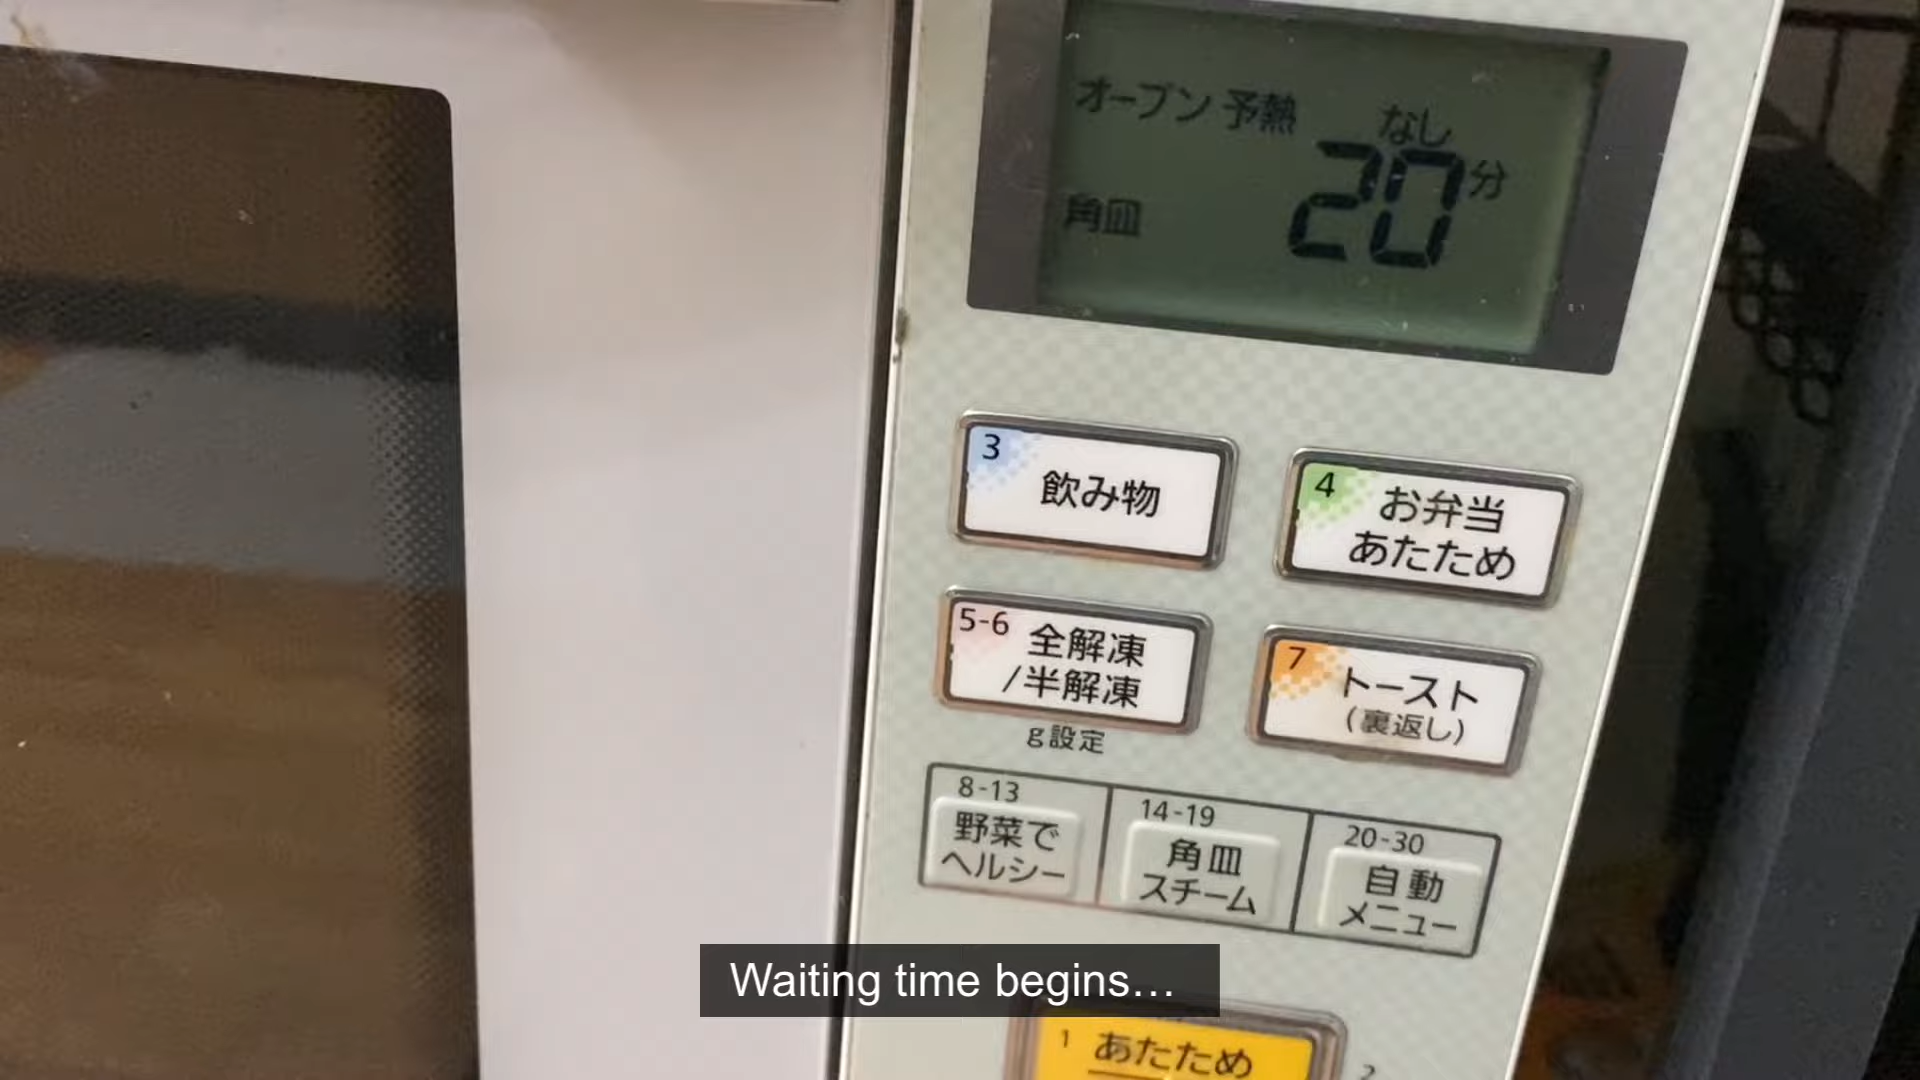 オーブン 予熱 なし
20分
角皿
3 飲み物
4 お弁当
あたため
5-6 全解凍
/半解凍
g設定
7 トースト
(裏返し)
8-13
野菜で
ヘルシー
14-19
角皿
スチーム
20-30
自動
メニュー
Waiting time begins…
1 あたため
2